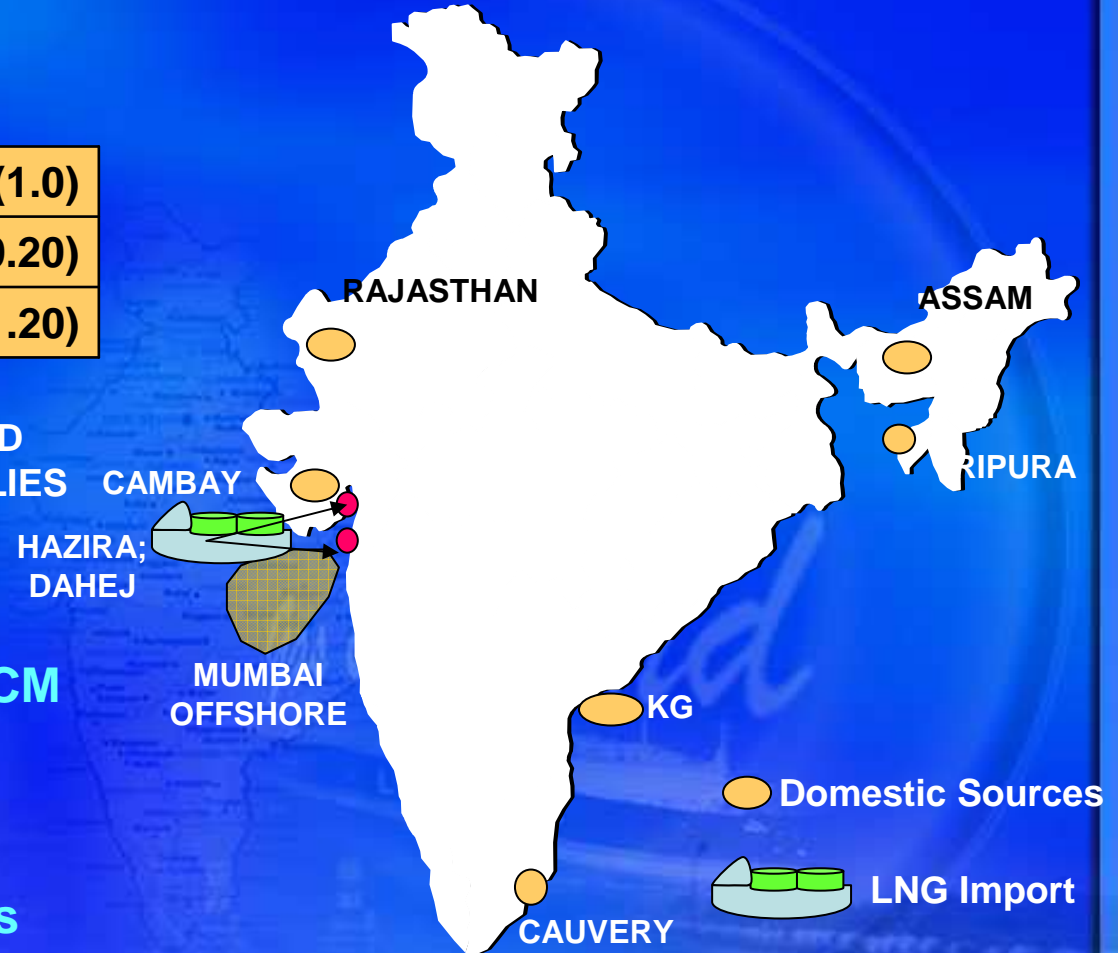 (1.0)
.20)
.20)
RAJASTHAN
ASSAM
D
LIES
CAMBAY
RIPURA
HAZIRA;
DAHEJ
MUMBAI
OFFSHORE
CM
KG
Domestic Sources
LNG Import
s
CAUVERY